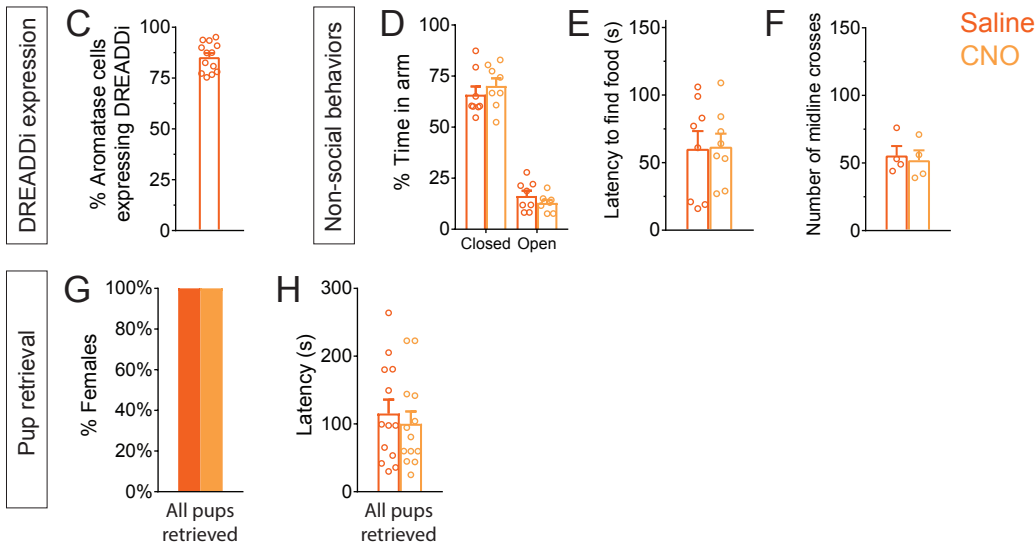 DREADDi expression
C
% Aromatase cells
expressing DREADDi
100
75
50
25
0
Non-social behaviors
D
% Time in arm
100
75
50
25
0
Closed
Open
E
Latency to find food (s)
150
100
50
0
F
Number of midline crosses
150
100
50
0
Saline
CNO
Pup retrieval
G
% Females
100%
80%
60%
40%
20%
0%
All pups
retrieved
H
Latency (s)
300
200
100
0
All pups
retrieved